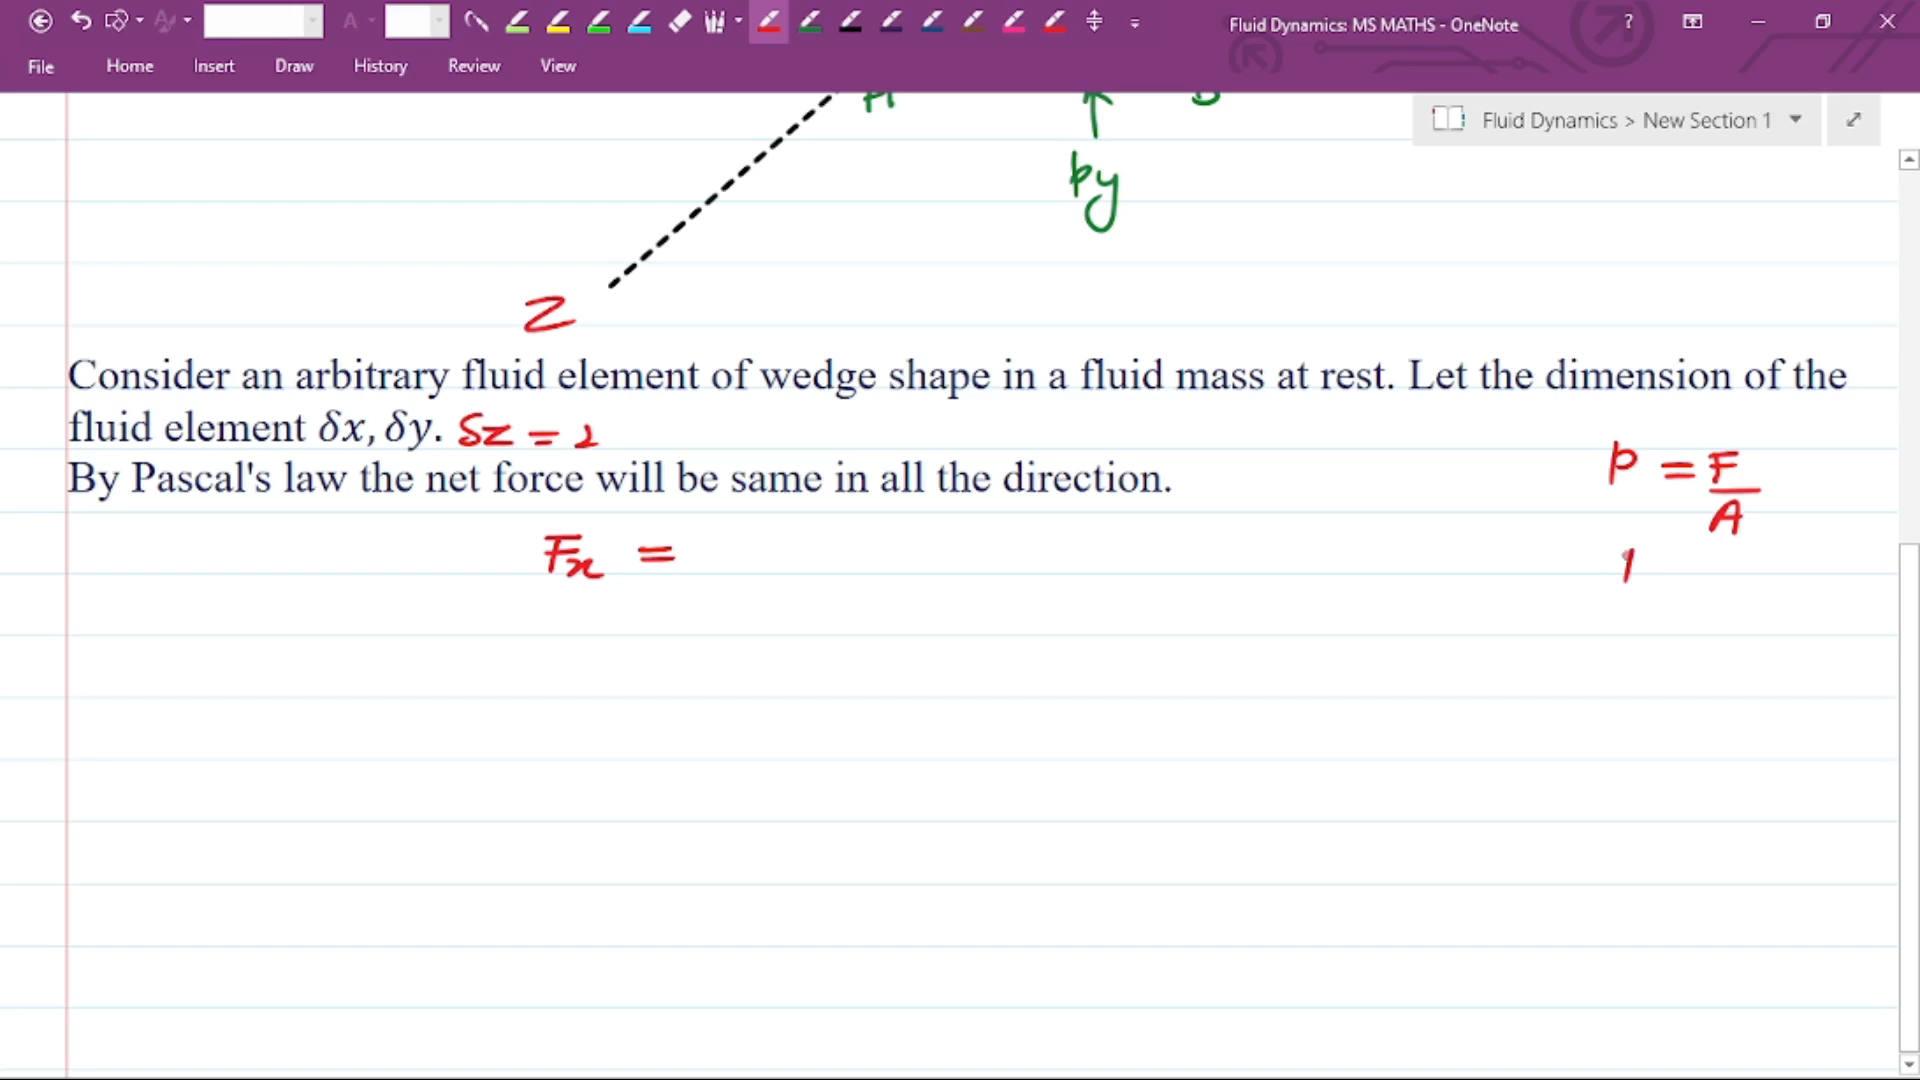 Fluid Dynamics: MS MATHS - OneNote
File Home Insert Draw History Review View
Fluid Dynamics > New Section 1
B
py
Z
Consider an arbitrary fluid element of wedge shape in a fluid mass at rest. Let the dimension of the
fluid element δx, δy. δz = 2
By Pascal's law the net force will be same in all the direction.
P = F/A
Fx =